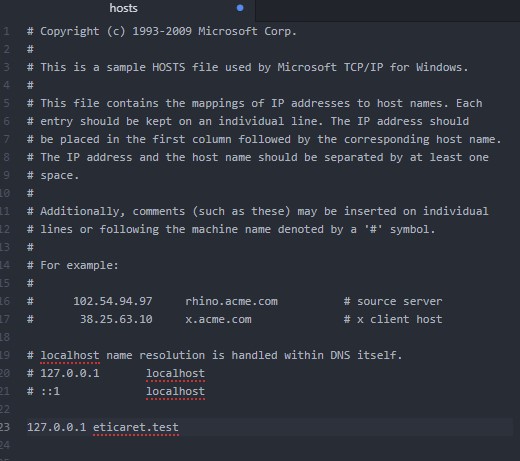 hosts
1 # Copyright (c) 1993-2009 Microsoft Corp.
2 #
3 # This is a sample HOSTS file used by Microsoft TCP/IP for Windows.
4 #
5 # This file contains the mappings of IP addresses to host names. Each
6 # entry should be kept on an individual line. The IP address should
7 # be placed in the first column followed by the corresponding host name.
8 # The IP address and the host name should be separated by at least one
9 # space.
10 #
11 # Additionally, comments (such as these) may be inserted on individual
12 # lines or following the machine name denoted by a '#' symbol.
13 #
14 # For example:
15 #
16 #      102.54.94.97     rhino.acme.com          # source server
17 #       38.25.63.10     x.acme.com              # x client host
18
19 # localhost name resolution is handled within DNS itself.
20 # 127.0.0.1       localhost
21 # ::1             localhost
22
23 127.0.0.1 eticaret.test
24